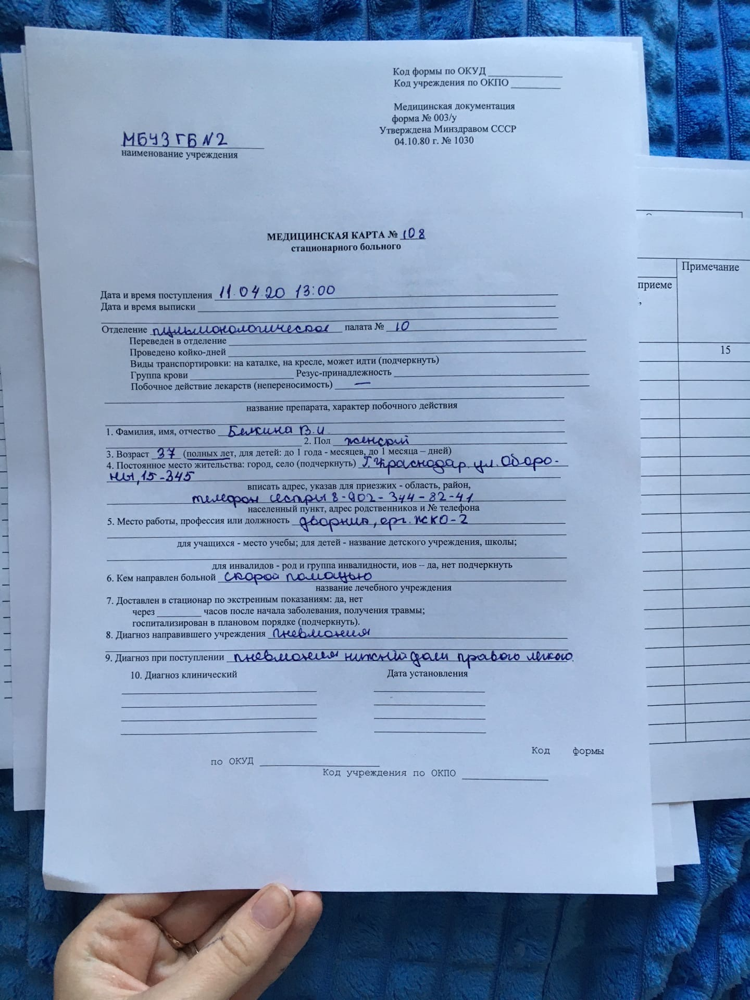 Код формы по ОКУД
Код учреждения по ОКПО
Медицинская документация
форма № 003/у
Утверждена Минздравом СССР
04.10.80 г. № 1030
МБУЗ ГБ №2
наименование учреждения
МЕДИЦИНСКАЯ КАРТА № 108
стационарного больного
Дата и время поступления 11.04.20 13:00
Дата и время выписки
Отделение пульмонологическое палата № 10
Переведен в отделение
Проведено койко-дней
Виды транспортировки: на каталке, на кресле, может идти (подчеркнуть)
Группа крови Резус-принадлежность
Побочное действие лекарств (непереносимость) —
название препарата, характер побочного действия
1. Фамилия, имя, отчество Белкина В.И
2. Пол женский
3. Возраст 37 (полных лет, для детей: до 1 года - месяцев, до 1 месяца – дней)
4. Постоянное место жительства: город, село (подчеркнуть) г. Краснодар. ул. Оборо-
ны, 15-345
вписать адрес, указав для приезжих - область, район,
телефон сестры 8-902-344-82-41
населенный пункт, адрес родственников и № телефона
5. Место работы, профессия или должность дворник, орг. ЖКО-2
для учащихся - место учебы; для детей - название детского учреждения, школы;
для инвалидов - род и группа инвалидности, иов – да, нет подчеркнуть
6. Кем направлен больной скорой помощью
название лечебного учреждения
7. Доставлен в стационар по экстренным показаниям: да, нет
через часов после начала заболевания, получения травмы;
госпитализирован в плановом порядке (подчеркнуть).
8. Диагноз направившего учреждения пневмония
9. Диагноз при поступлении пневмония нижней доли правого легкого.
10. Диагноз клинический Дата установления
Код формы
по ОКУД
Код учреждения по ОКПО
Примечание
приеме
15